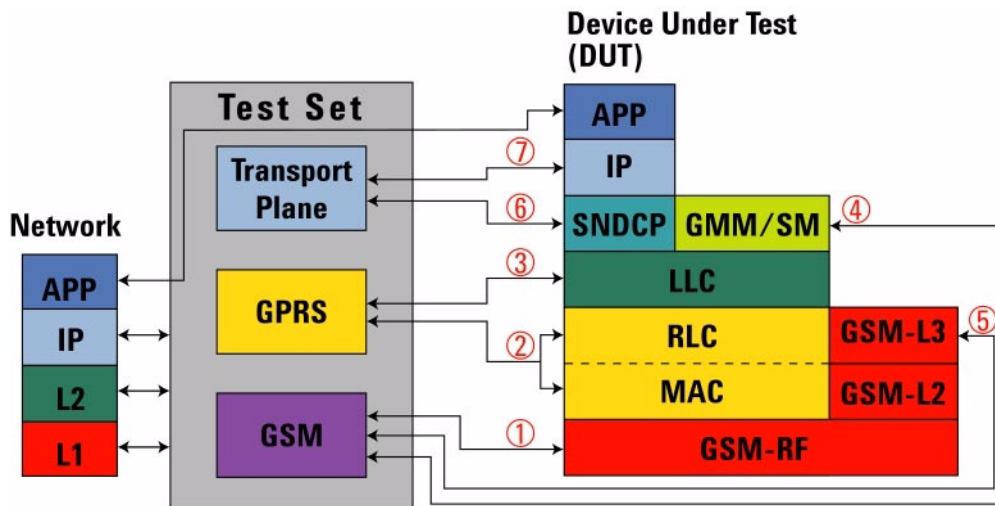 Device Under Test
(DUT)
Test Set
APP
Transport
Plane
⑦
IP
⑥
SNDCP
GMM/SM
④
Network
APP
③
LLC
GPRS
IP
②
RLC
GSM-L3
⑤
L2
MAC
GSM-L2
GSM
①
L1
GSM-RF